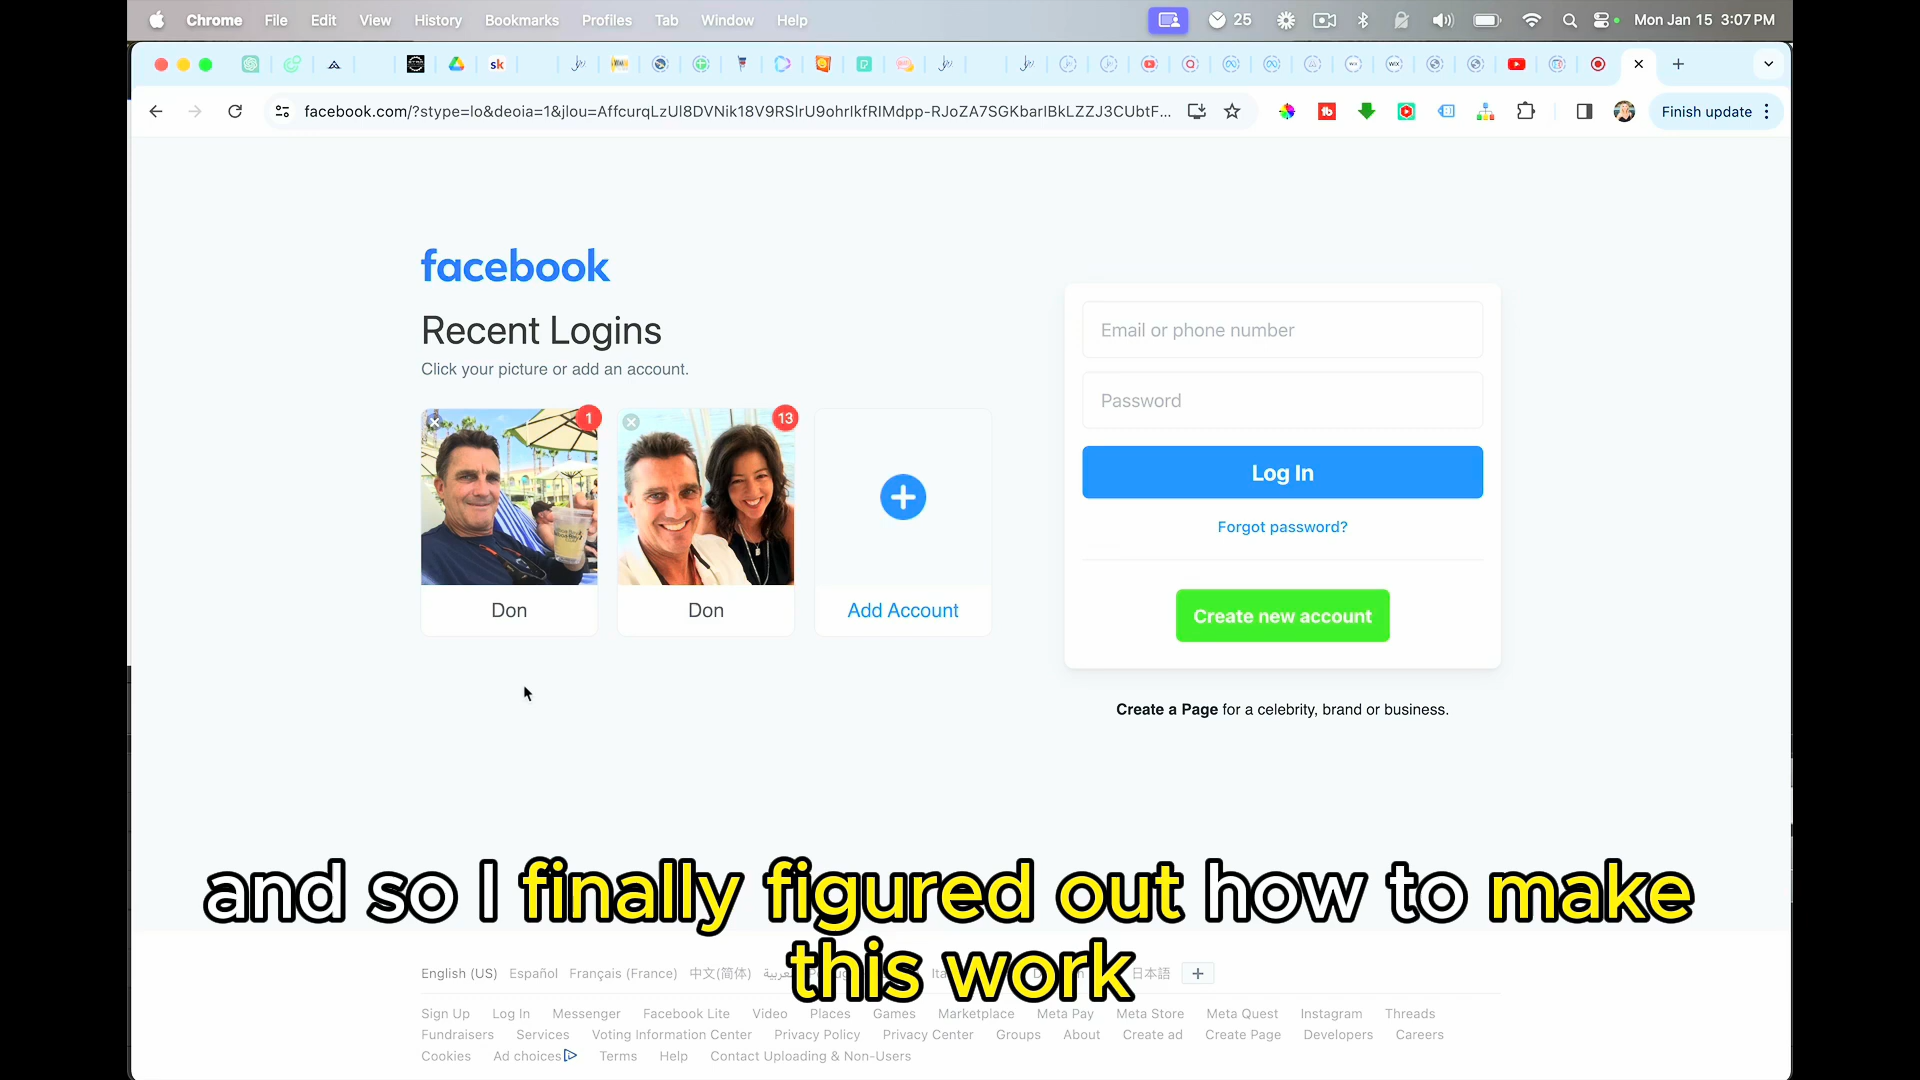 Chrome File Edit View History Bookmarks Profiles Tab Window Help 25 Mon Jan 15 3:07 PM
sk
facebook.com/?stype=lo&deoia=1&jlou=AffcurqLzUl8DVNik18V9RSlrU9ohrIkfRIMdpp-RJoZA7SGKbarlBkLZZJ3CUbtF... Finish update
facebook
Recent Logins
Click your picture or add an account.
1
13
Don
Don
Add Account
Email or phone number
Password
Log In
Forgot password?
Create new account
Create a Page for a celebrity, brand or business.
and so I finally figured out how to make
this work
English (US) Español Français (France) 中文(简体) 日本語
Sign Up Log In Messenger Facebook Lite Video Places Games Marketplace Meta Pay Meta Store Meta Quest Instagram Threads
Fundraisers Services Voting Information Center Privacy Policy Privacy Center Groups About Create ad Create Page Developers Careers
Cookies Ad choices Terms Help Contact Uploading & Non-Users